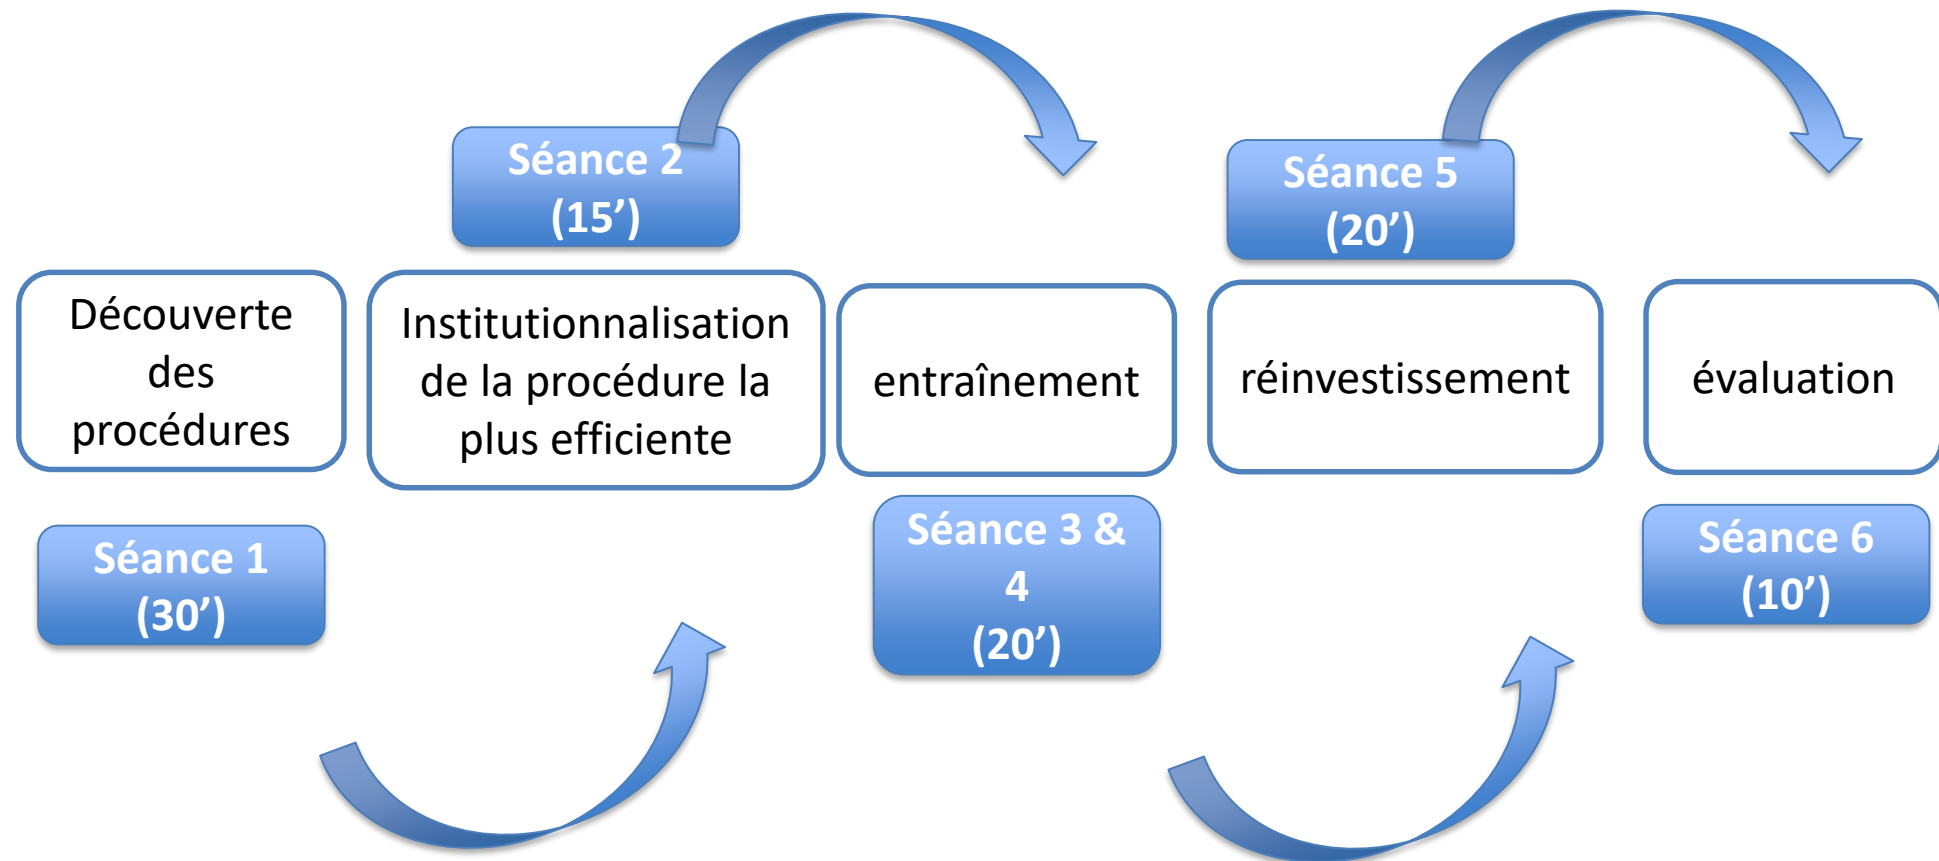 Séance 2
(15’)
Séance 5
(20’)
Découverte
des
procédures
Institutionnalisation
de la procédure la
plus efficiente
entraînement
réinvestissement
évaluation
Séance 1
(30’)
Séance 3 &
4
(20’)
Séance 6
(10’)